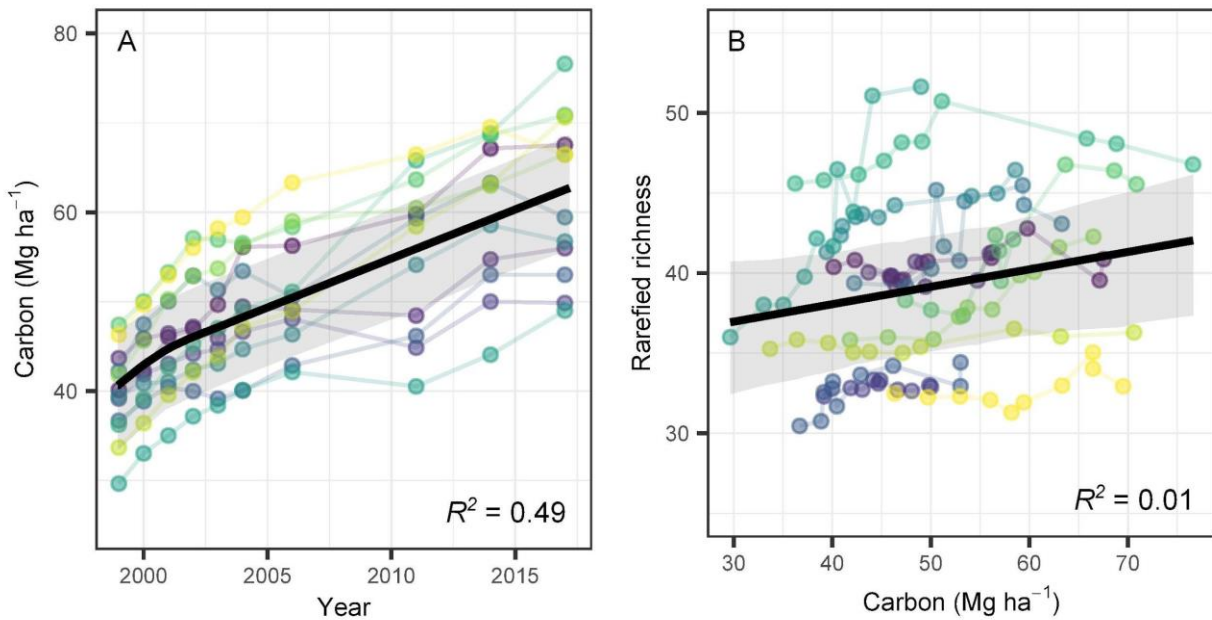 A
80
60
40
Carbon (Mg ha⁻¹)
R² = 0.49
2000 2005 2010 2015
Year
B
50
40
30
Rarefied richness
R² = 0.01
30 40 50 60 70
Carbon (Mg ha⁻¹)